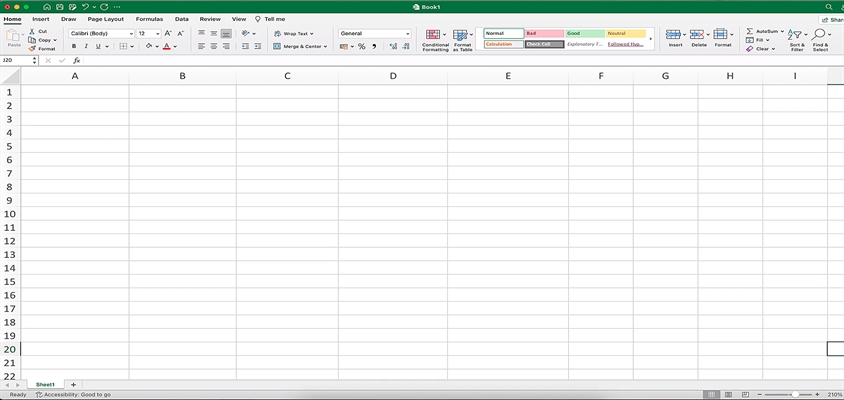 Book1
Home Insert Draw Page Layout Formulas Data Review View Tell me
Share
Paste
Cut
Copy
Format
Calibri (Body) 12 A A
B I U A
Wrap Text
Merge & Center
General
% 9
Conditional Formatting
Format as Table
Normal Bad Good Neutral
Calculation Check Cell Explanatory F... Followed Hyp...
Insert Delete Format
AutoSum
Fill
Clear
Sort & Filter
Find & Select
J20 fx
A B C D E F G H I
1
2
3
4
5
6
7
8
9
10
11
12
13
14
15
16
17
18
19
20
21
22
Sheet1 +
Ready Accessibility: Good to go 210%